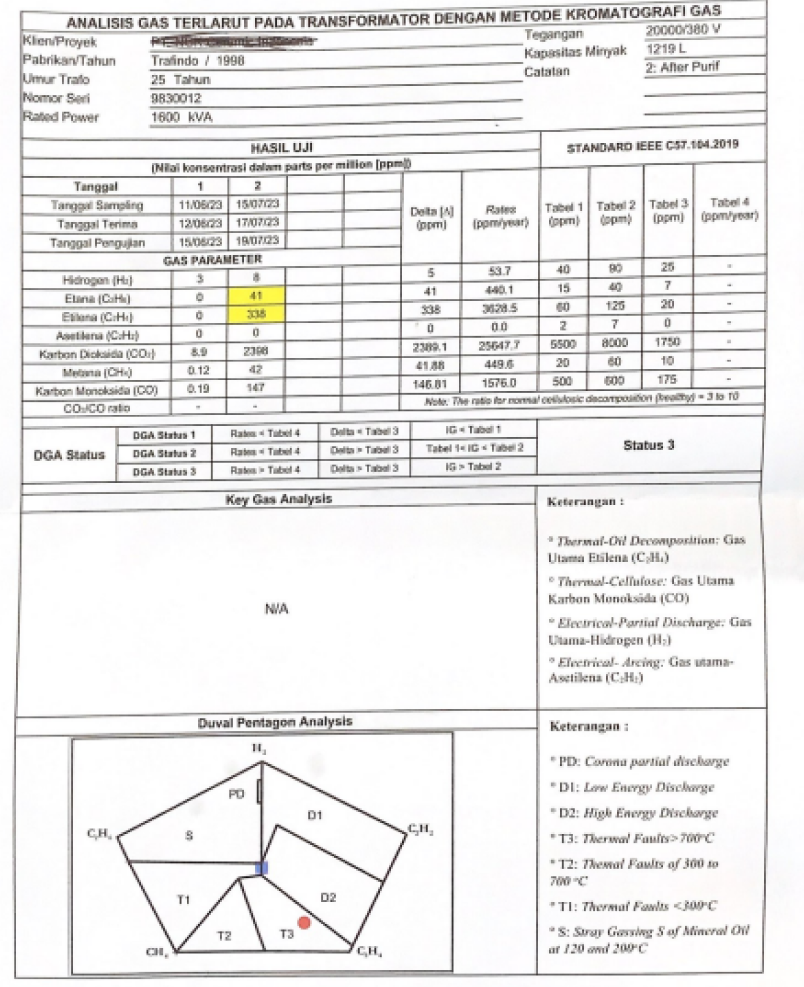 ANALISIS GAS TERLARUT PADA TRANSFORMATOR DENGAN METODE KROMATOGRAFI GAS
Klien/Proyek
Pabrikan/Tahun Trafindo / 1998
Umur Trafo 25 Tahun
Nomor Seri 9830012
Rated Power 1600 kVA
Tegangan 20000/380 V
Kapasitas Minyak 1219 L
Catatan 2: After Purif
HASIL UJI STANDARD IEEE C57.104.2019
(Nilai konsentrasi dalam parts per million [ppm])
Tanggal 1 2 Delta [Δ] (ppm) Rates (ppm/year) Tabel 1 (ppm) Tabel 2 (ppm) Tabel 3 (ppm) Tabel 4 (ppm/year)
Tanggal Sampling 11/06/23 15/07/23
Tanggal Terima 12/06/23 17/07/23
Tanggal Pengujian 15/06/23 19/07/23
GAS PARAMETER
Hidrogen (H₂) 3 8 5 53.7 40 90 25 -
Etana (C₂H₆) 0 41 41 440.1 15 40 7 -
Etilena (C₂H₄) 0 338 338 3628.5 60 125 20 -
Asetilena (C₂H₂) 0 0 0 0.0 2 7 0 -
Karbon Dioksida (CO₂) 8.9 2398 2389.1 25647.7 5500 8000 1750 -
Metana (CH₄) 0.12 42 41.88 449.6 20 60 10 -
Karbon Monoksida (CO) 0.19 147 146.81 1576.0 500 600 175 -
CO₂/CO ratio - - Note: The ratio for normal cellulosic decomposition (healthy) = 3 to 10
DGA Status
DGA Status 1 Rates < Tabel 4 Delta < Tabel 3 IG < Tabel 1
DGA Status 2 Rates < Tabel 4 Delta > Tabel 3 Tabel 1< IG < Tabel 2
DGA Status 3 Rates > Tabel 4 Delta > Tabel 3 IG > Tabel 2
Status 3
Key Gas Analysis
N/A
Keterangan :
° Thermal-Oil Decomposition: Gas
Utama Etilena (C₂H₄)
° Thermal-Cellulose: Gas Utama
Karbon Monoksida (CO)
° Electrical-Partial Discharge: Gas
Utama-Hidrogen (H₂)
° Electrical- Arcing: Gas utama-
Asetilena (C₂H₂)
Duval Pentagon Analysis
H₂
PD
D1
C₂H₆
S
C₂H₂
T1
D2
T2
T3
CH₄
C₂H₄
Keterangan :
° PD: Corona partial discharge
° D1: Low Energy Discharge
° D2: High Energy Discharge
° T3: Thermal Faults>700°C
° T2: Themal Faults of 300 to
700 °C
° T1: Thermal Faults <300°C
° S: Stray Gassing S of Mineral Oil
at 120 and 200°C